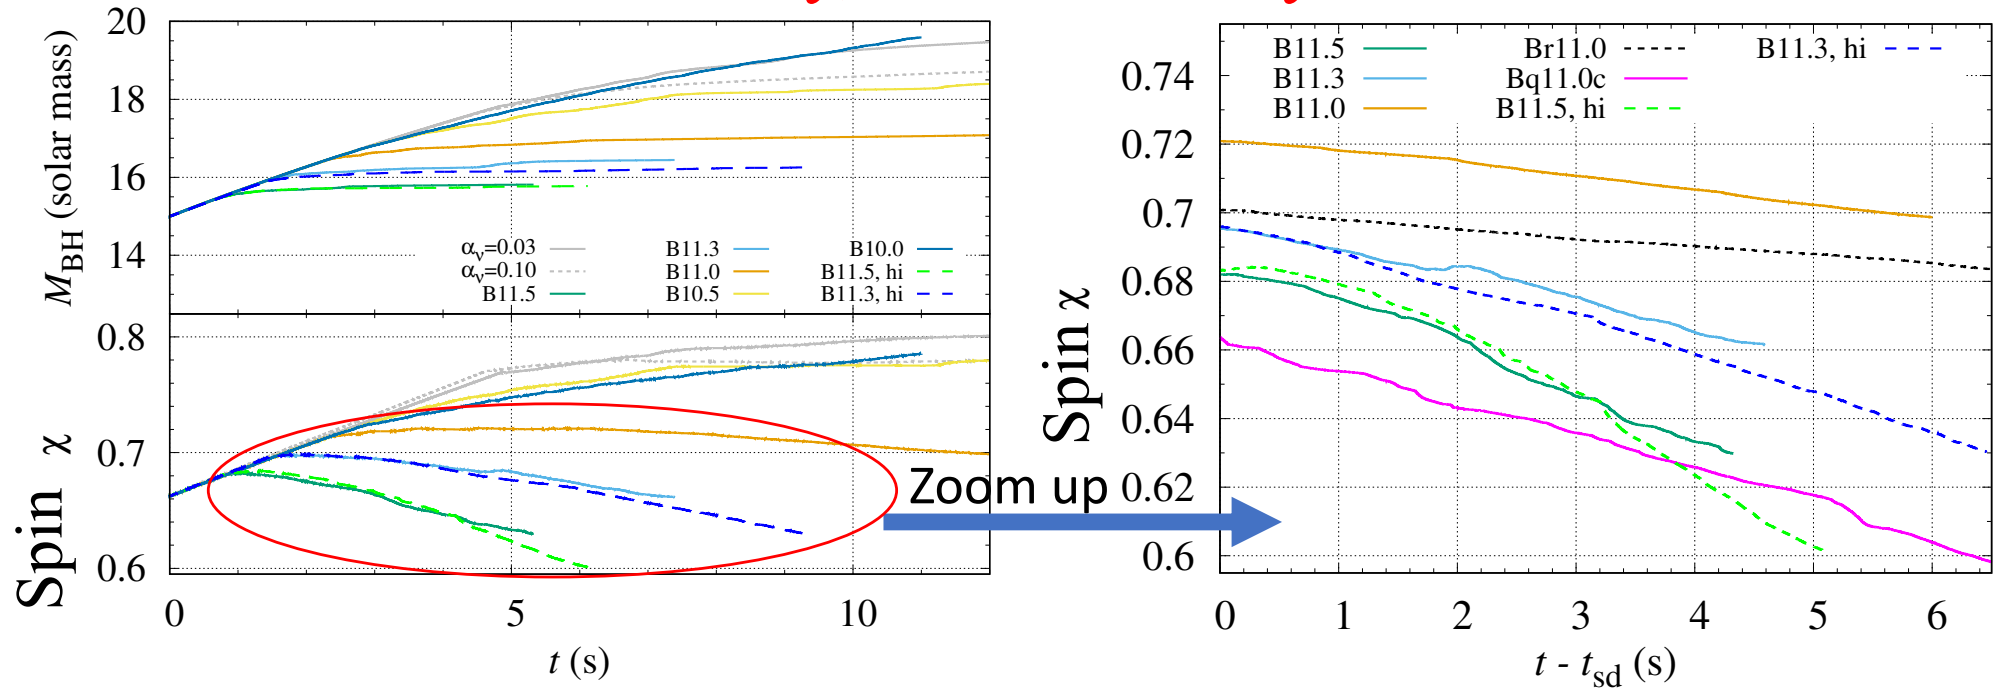 20
18
16
14
M_BH (solar mass)
α_ν=0.03
α_ν=0.10
B11.5
B11.3
B11.0
B10.5
B10.0
B11.5, hi
B11.3, hi
0.8
0.7
0.6
Spin χ
0
5
10
t (s)
Zoom up
B11.5
B11.3
B11.0
Br11.0
Bq11.0c
B11.5, hi
B11.3, hi
0.74
0.72
0.7
0.68
0.66
0.64
0.62
0.6
Spin χ
0
1
2
3
4
5
6
t - t_sd (s)